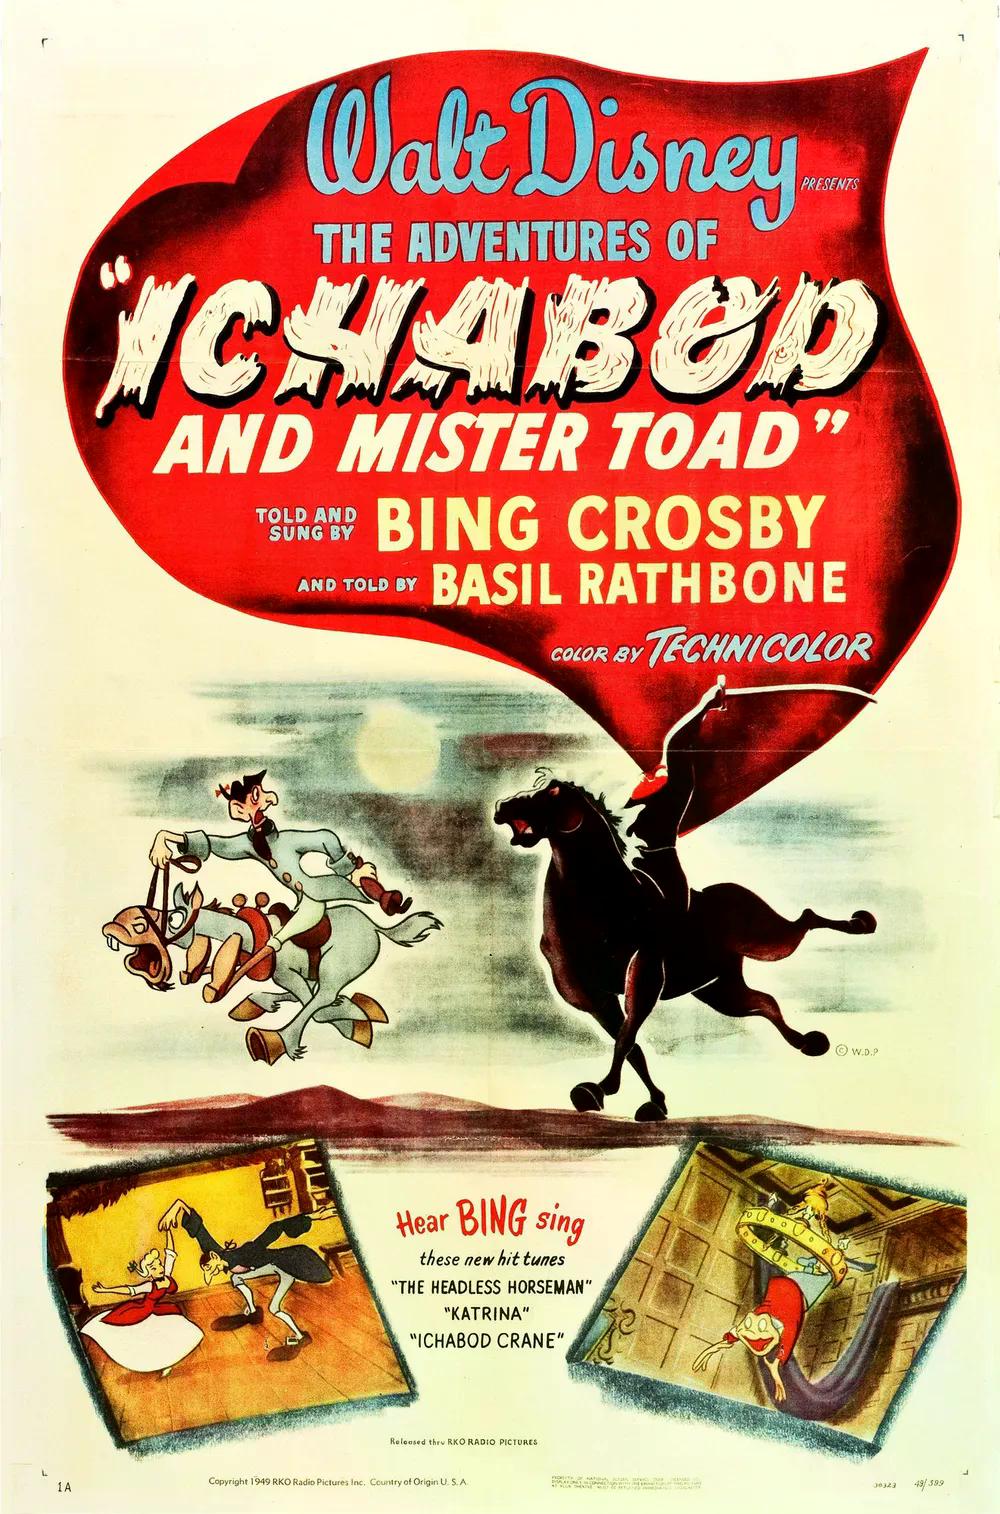 Walt Disney PRESENTS
THE ADVENTURES OF
"ICHABOD
AND MISTER TOAD"
TOLD AND
SUNG BY BING CROSBY
AND TOLD BY BASIL RATHBONE
COLOR BY TECHNICOLOR
© W.D.P
Hear BING sing
these new hit tunes
"THE HEADLESS HORSEMAN"
"KATRINA"
"ICHABOD CRANE"
Released thru RKO RADIO PICTURES
1A
Copyright 1949 RKO Radio Pictures Inc. Country of Origin U. S. A.
49/399